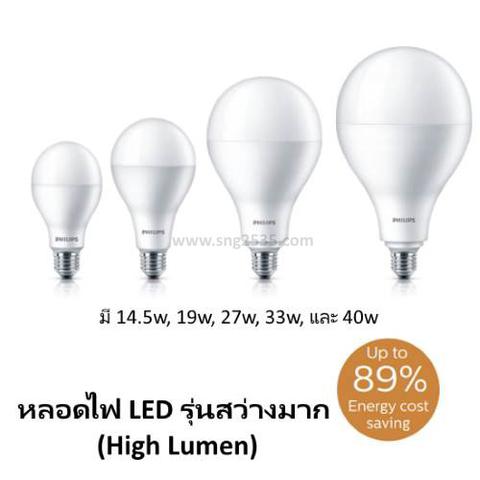 PHILIPS
PHILIPS
PHILIPS
PHILIPS
www.sng2535.com
มี 14.5w, 19w, 27w, 33w, และ 40w
Up to
89%
Energy cost
saving
หลอดไฟ LED รุ่นสว่างมาก
(High Lumen)